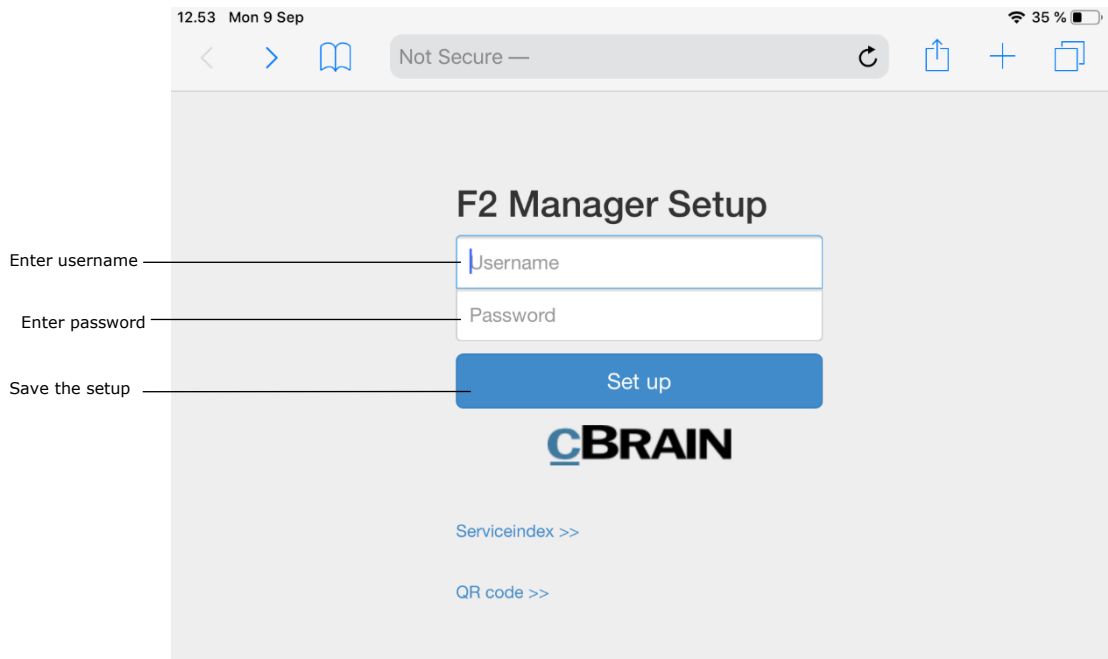 12.53 Mon 9 Sep
35 %
Not Secure —
F2 Manager Setup
Enter username
Username
Enter password
Password
Save the setup
Set up
cBRAIN
Serviceindex >>
QR code >>